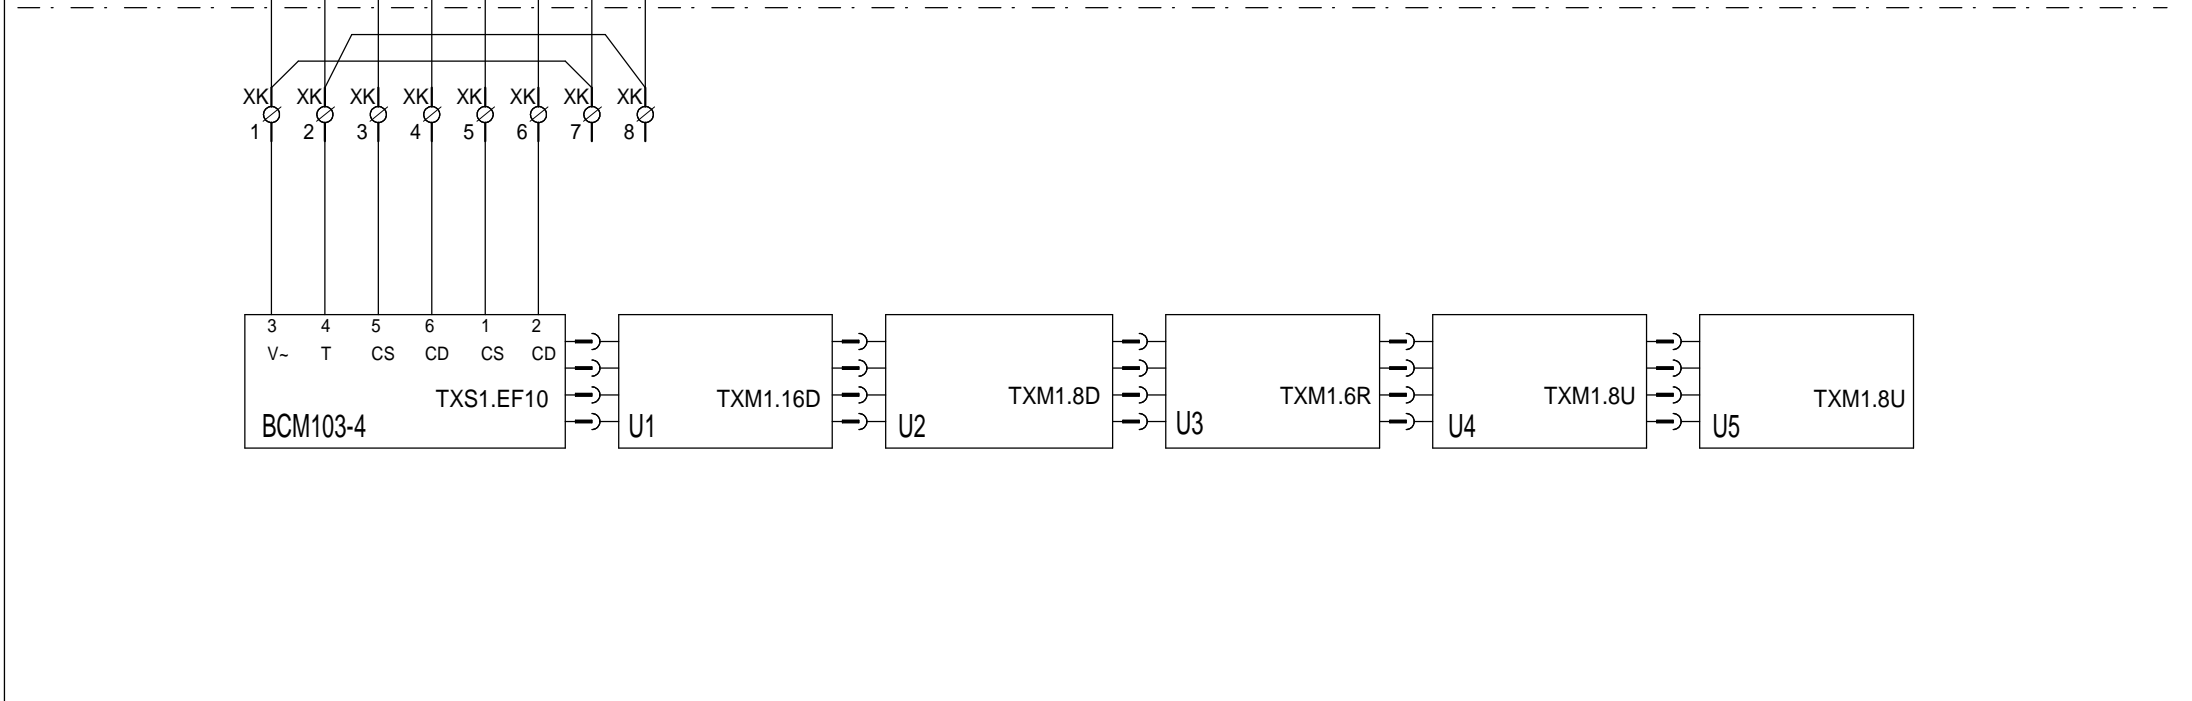 XK XK XK XK XK XK XK XK
1 2 3 4 5 6 7 8
3 4 5 6 1 2
V~ T CS CD CS CD
TXS1.EF10 TXM1.16D TXM1.8D TXM1.6R TXM1.8U TXM1.8U
BCM103-4 U1 U2 U3 U4 U5